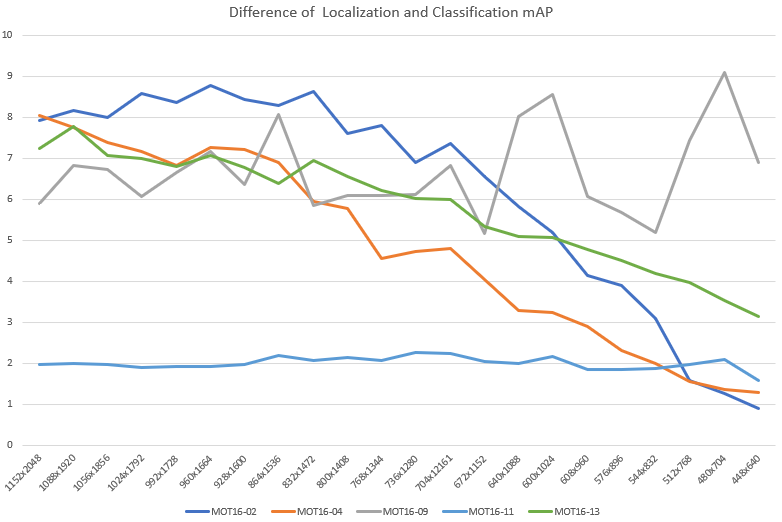 Difference of  Localization and Classification mAP
10
9
8
7
6
5
4
3
2
1
0
1152x2048
1088x1920
1056x1856
1024x1792
992x1728
960x1664
928x1600
864x1536
832x1472
800x1408
768x1344
736x1280
704x12161
672x1152
640x1088
600x1024
608x960
576x896
544x832
512x768
480x704
448x640
MOT16-02 MOT16-04 MOT16-09 MOT16-11 MOT16-13